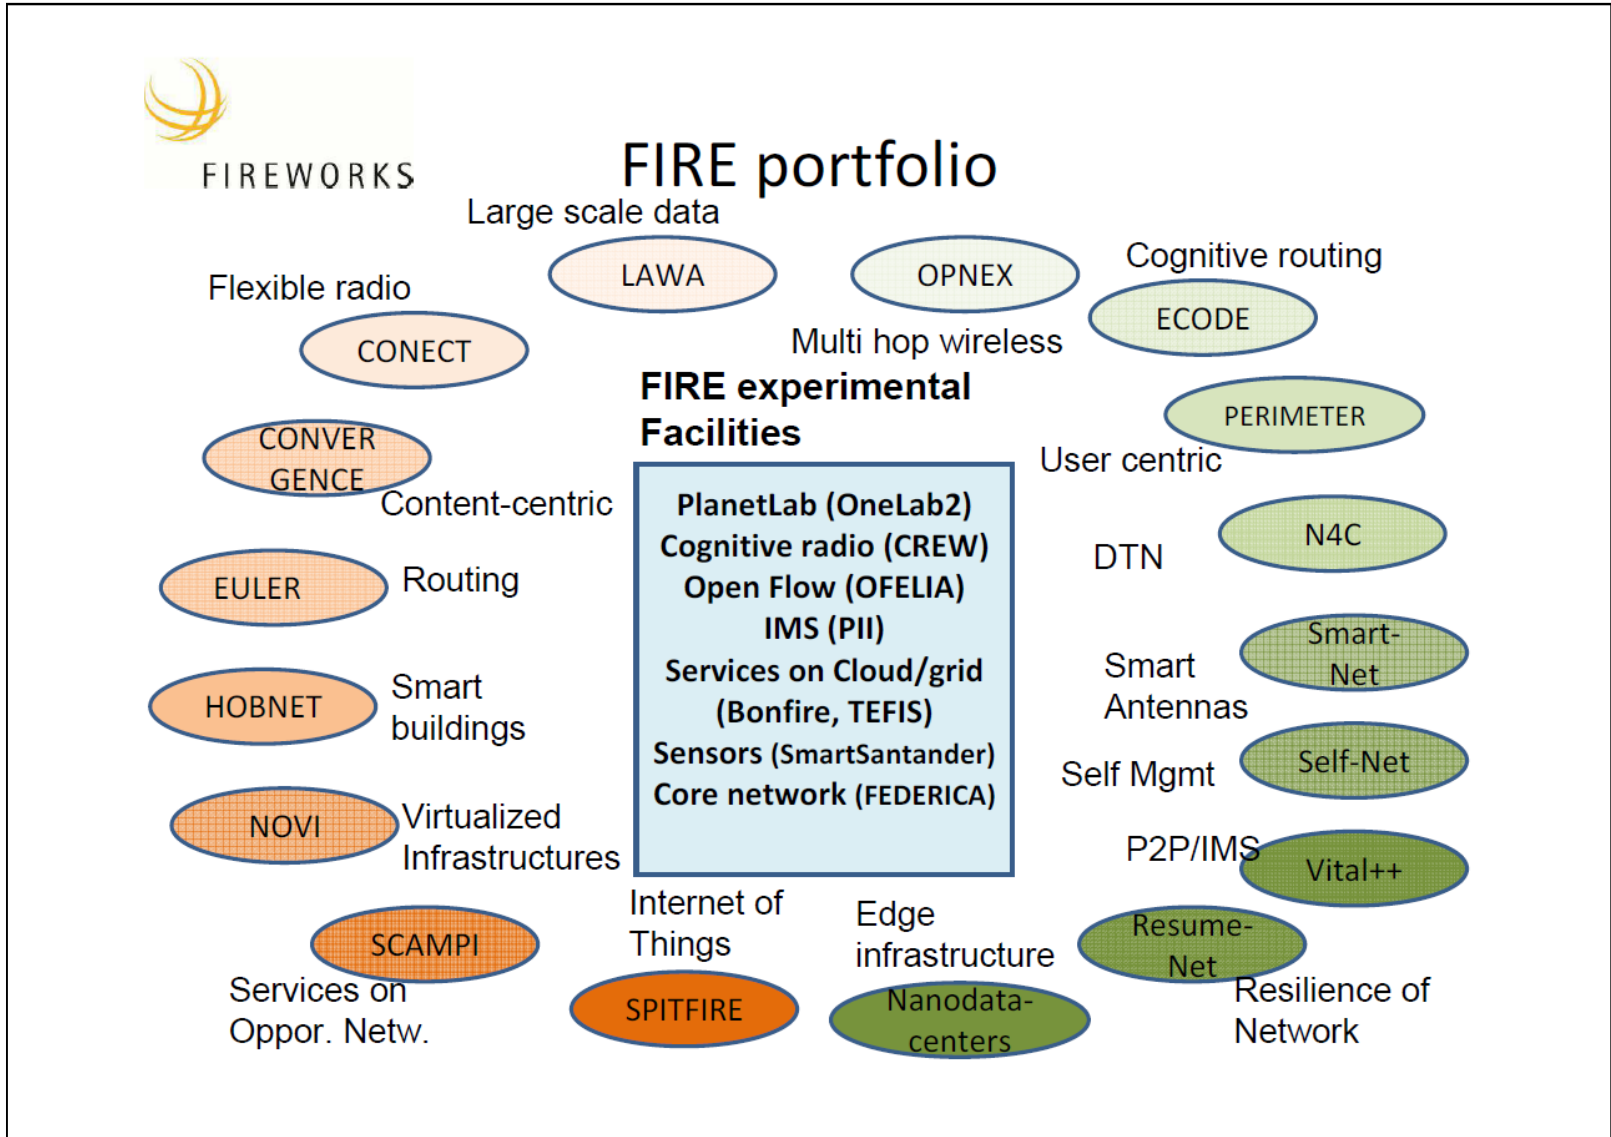 FIREWORKS
FIRE portfolio
Large scale data
LAWA
OPNEX
Cognitive routing
ECODE
Flexible radio
CONECT
Multi hop wireless
FIRE experimental
Facilities
PERIMETER
User centric
CONVER
GENCE
Content-centric
PlanetLab (OneLab2)
Cognitive radio (CREW)
Open Flow (OFELIA)
IMS (PII)
Services on Cloud/grid
(Bonfire, TEFIS)
Sensors (SmartSantander)
Core network (FEDERICA)
N4C
DTN
EULER
Routing
Smart-
Net
Smart
Antennas
HOBNET
Smart
buildings
Self-Net
Self Mgmt
NOVI
Virtualized
Infrastructures
P2P/IMS
Vital++
SCAMPI
Services on
Oppor. Netw.
Internet of
Things
SPITFIRE
Edge
infrastructure
Nanodata-
centers
Resume-
Net
Resilience of
Network